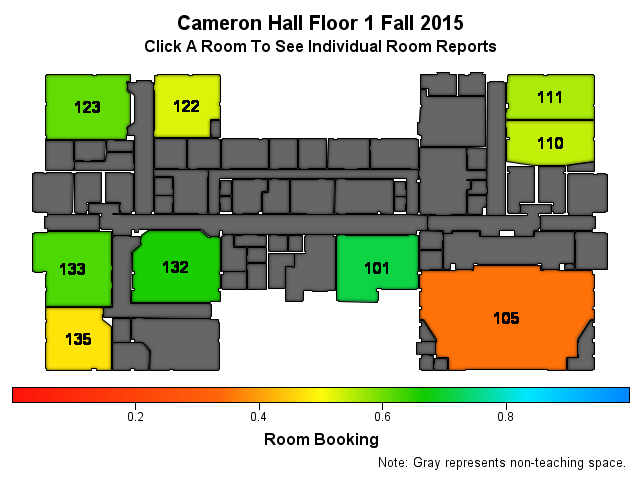 Cameron Hall Floor 1 Fall 2015
Click A Room To See Individual Room Reports
123
122
111
110
133
132
101
135
105
0.2 0.4 0.6 0.8
Room Booking
Note: Gray represents non-teaching space.